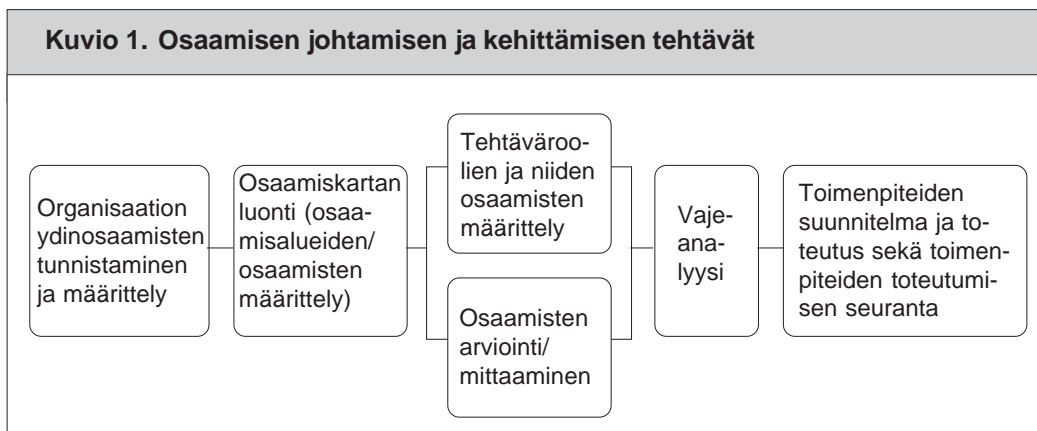 Kuvio 1. Osaamisen johtamisen ja kehittämisen tehtävät
Organisaation
ydinosaamisten
tunnistaminen
ja määrittely
Osaamiskartan
luonti (osaa-
misalueiden/
osaamisten
määrittely)
Tehtäväroo-
lien ja niiden
osaamisten
määrittely
Osaamisten
arviointi/
mittaaminen
Vaje-
ana-
lyysi
Toimenpiteiden
suunnitelma ja to-
teutus sekä toimen-
piteiden toteutumi-
sen seuranta